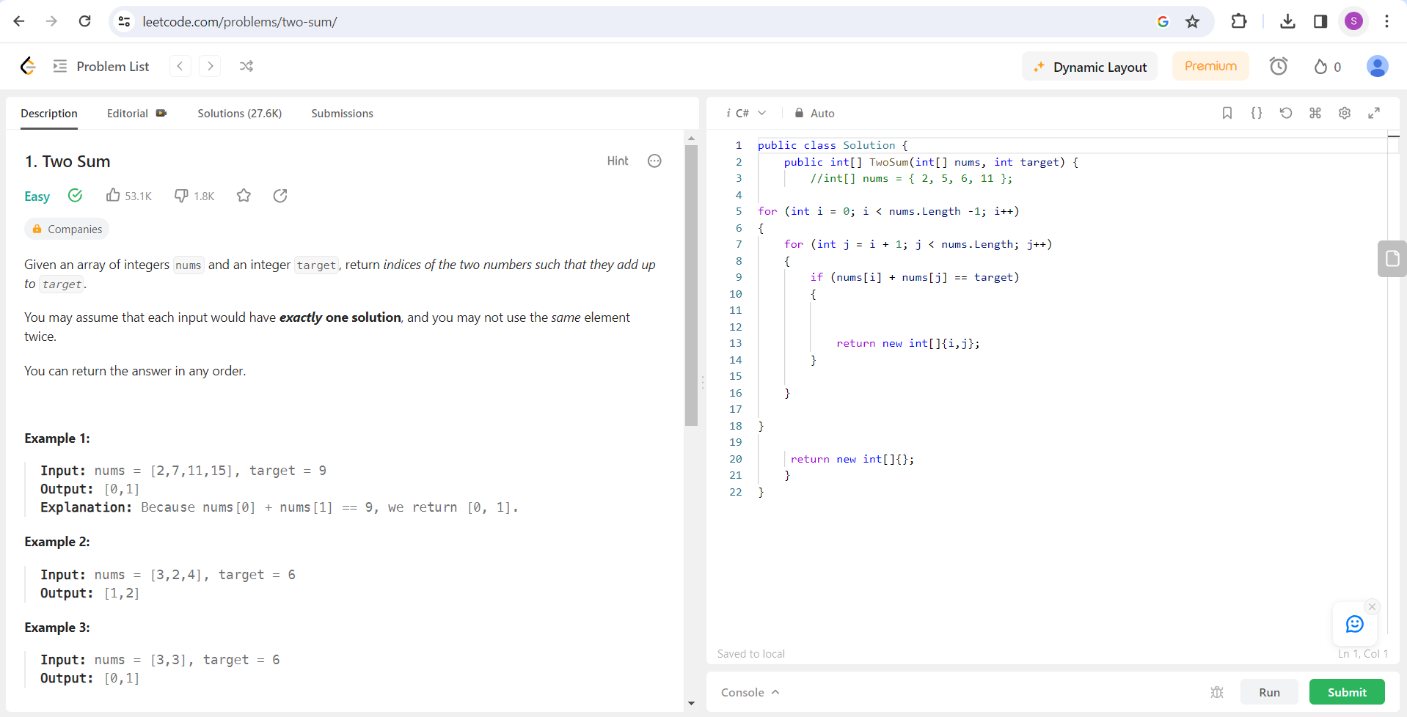 leetcode.com/problems/two-sum/
G
S
Problem List
Dynamic Layout
Premium
0
Description
Editorial
Solutions (27.6K)
Submissions
1. Two Sum
Hint
Easy
53.1K
1.8K
Companies
Given an array of integers nums and an integer target, return indices of the two numbers such that they add up
to target.
You may assume that each input would have exactly one solution, and you may not use the same element
twice.
You can return the answer in any order.
Example 1:
Input: nums = [2,7,11,15], target = 9
Output: [0,1]
Explanation: Because nums[0] + nums[1] == 9, we return [0, 1].
Example 2:
Input: nums = [3,2,4], target = 6
Output: [1,2]
Example 3:
Input: nums = [3,3], target = 6
Output: [0,1]
i C#
Auto
{}
1 public class Solution {
2 public int[] TwoSum(int[] nums, int target) {
3 //int[] nums = { 2, 5, 6, 11 };
4
5 for (int i = 0; i < nums.Length -1; i++)
6 {
7 for (int j = i + 1; j < nums.Length; j++)
8 {
9 if (nums[i] + nums[j] == target)
10 {
11
12
13 return new int[]{i,j};
14 }
15
16 }
17
18 }
19
20 return new int[]{};
21 }
22 }
Saved to local
Ln 1, Col 1
Console
Run
Submit